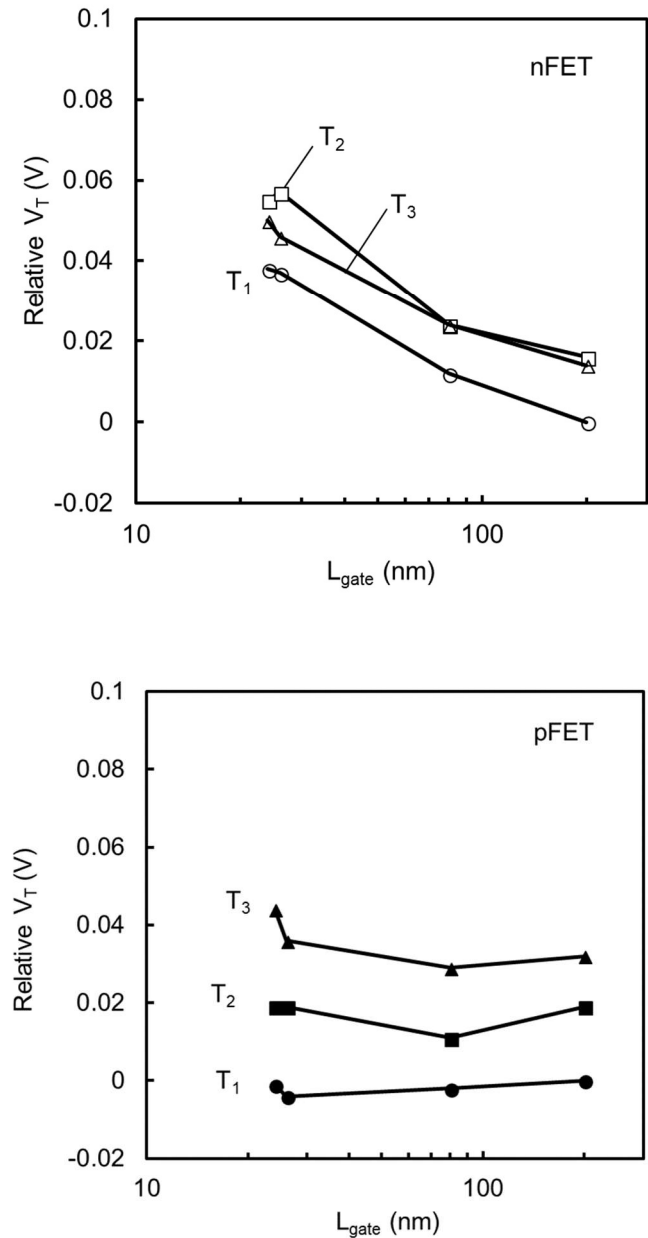 0.1
nFET
0.08
T2
0.06
T3
0.04
T1
0.02
0
-0.02
10
100
Relative VT (V)
Lgate (nm)
0.1
pFET
0.08
0.06
T3
0.04
T2
0.02
T1
0
-0.02
10
100
Relative VT (V)
Lgate (nm)